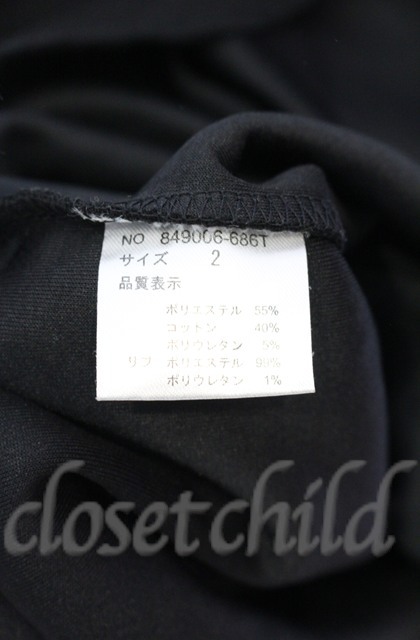 NO 849006-686T
サイズ 2
品質表示
ポリエステル 55%
コットン 40%
ポリウレタン 5%
リブ ポリエステル 99%
ポリウレタン 1%
closet child